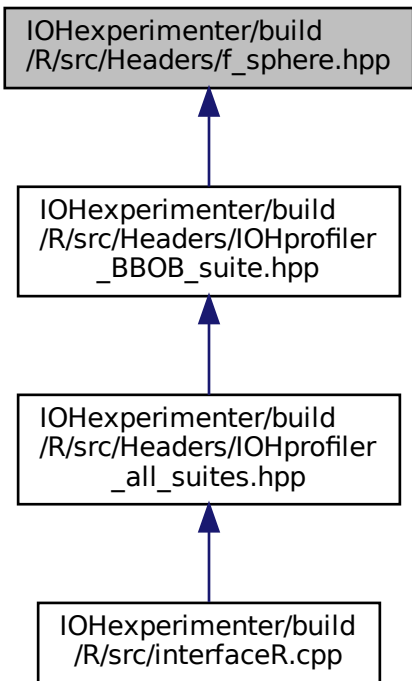 IOHexperimenter/build
/R/src/Headers/f_sphere.hpp
IOHexperimenter/build
/R/src/Headers/IOHprofiler
_BBOB_suite.hpp
IOHexperimenter/build
/R/src/Headers/IOHprofiler
_all_suites.hpp
IOHexperimenter/build
/R/src/interfaceR.cpp